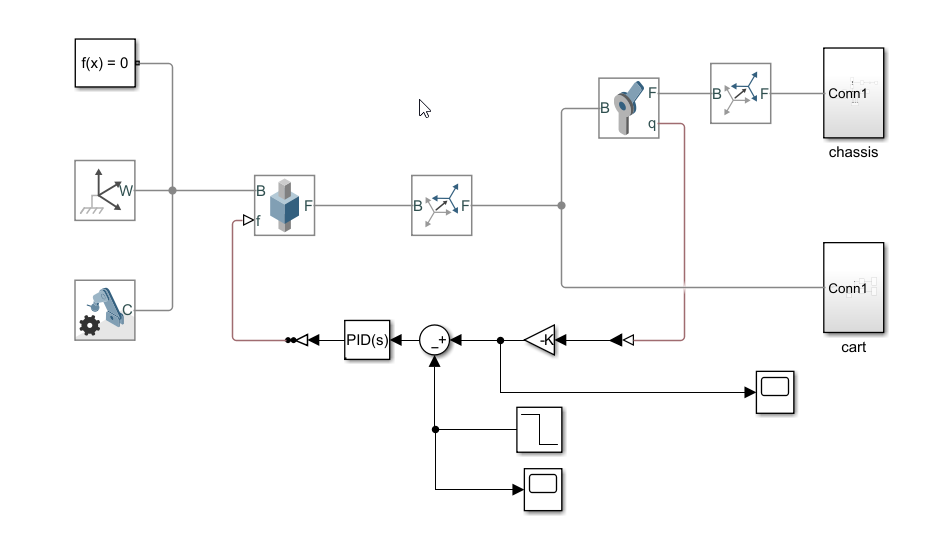 f(x) = 0
F
B
B
F
Conn1
q
chassis
W
B
F
B
F
f
C
Conn1
PID(s)
−
+
-K
cart